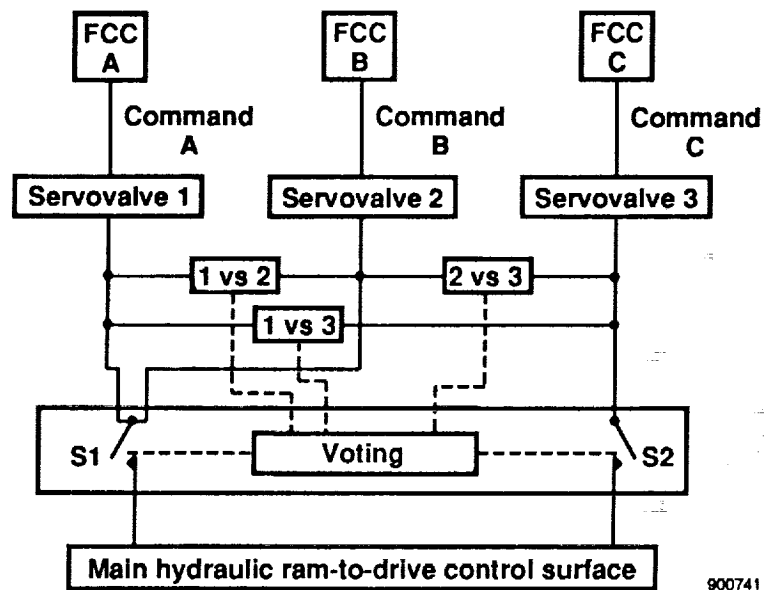 FCC
A
FCC
B
FCC
C
Command
A
Command
B
Command
C
Servovalve 1
Servovalve 2
Servovalve 3
1 vs 2
2 vs 3
1 vs 3
S1
Voting
S2
Main hydraulic ram-to-drive control surface
900741